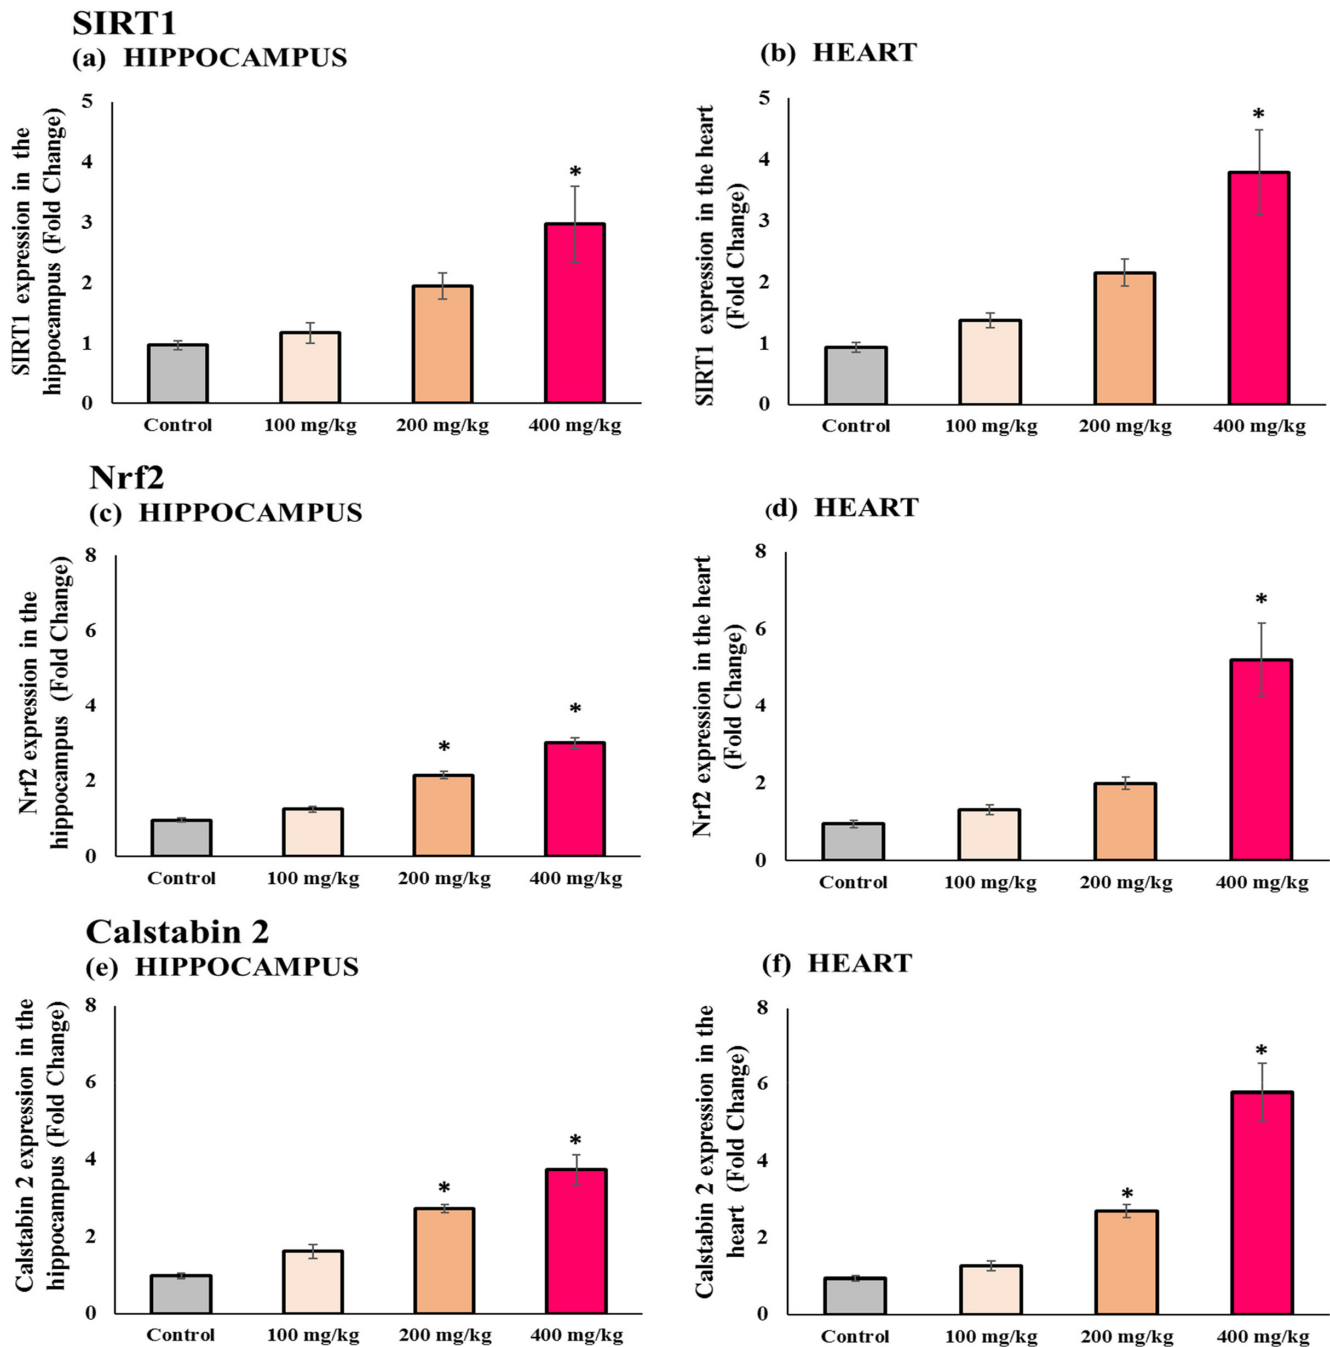 SIRT1
(a) HIPPOCAMPUS
SIRT1 expression in the
hippocampus (Fold Change)
5
4
3
2
1
0
*
Control 100 mg/kg 200 mg/kg 400 mg/kg
(b) HEART
SIRT1 expression in the heart
(Fold Change)
5
4
3
2
1
0
*
Control 100 mg/kg 200 mg/kg 400 mg/kg
Nrf2
(c) HIPPOCAMPUS
Nrf2 expression in the
hippocampus (Fold Change)
8
6
4
2
0
* *
Control 100 mg/kg 200 mg/kg 400 mg/kg
(d) HEART
Nrf2 expression in the heart
(Fold Change)
8
6
4
2
0
*
Control 100 mg/kg 200 mg/kg 400 mg/kg
Calstabin 2
(e) HIPPOCAMPUS
Calstabin 2 expression in the
hippocampus (Fold Change)
8
6
4
2
0
* *
Control 100 mg/kg 200 mg/kg 400 mg/kg
(f) HEART
Calstabin 2 expression in the
heart (Fold Change)
8
6
4
2
0
* *
Control 100 mg/kg 200 mg/kg 400 mg/kg